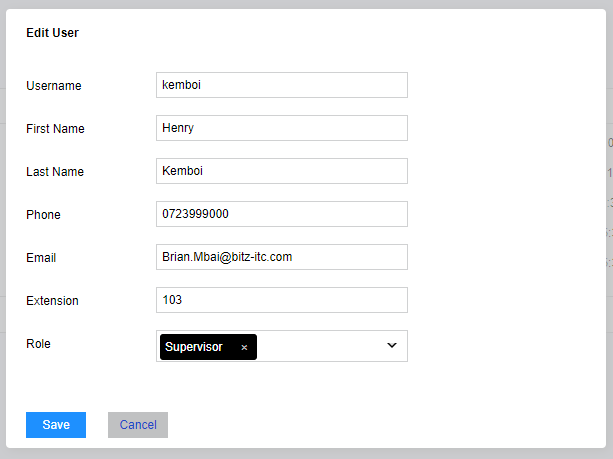 Edit User
Username kemboi
First Name Henry
Last Name Kemboi
Phone 0723999000
Email Brian.Mbai@bitz-itc.com
Extension 103
Role Supervisor ×
Save Cancel